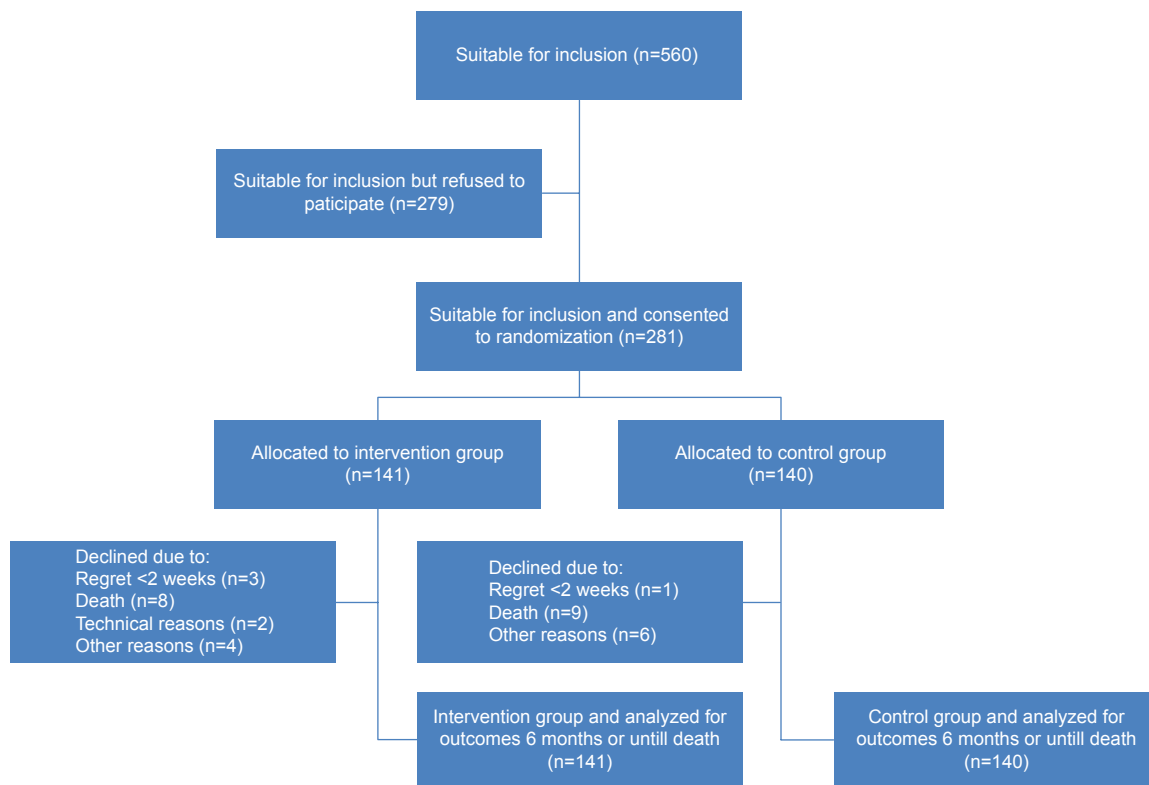 Suitable for inclusion (n=560)
Suitable for inclusion but refused to
paticipate (n=279)
Suitable for inclusion and consented
to randomization (n=281)
Allocated to intervention group
(n=141)
Allocated to control group
(n=140)
Declined due to:
Regret <2 weeks (n=3)
Death (n=8)
Technical reasons (n=2)
Other reasons (n=4)
Declined due to:
Regret <2 weeks (n=1)
Death (n=9)
Other reasons (n=6)
Intervention group and analyzed for
outcomes 6 months or untill death
(n=141)
Control group and analyzed for
outcomes 6 months or untill death
(n=140)